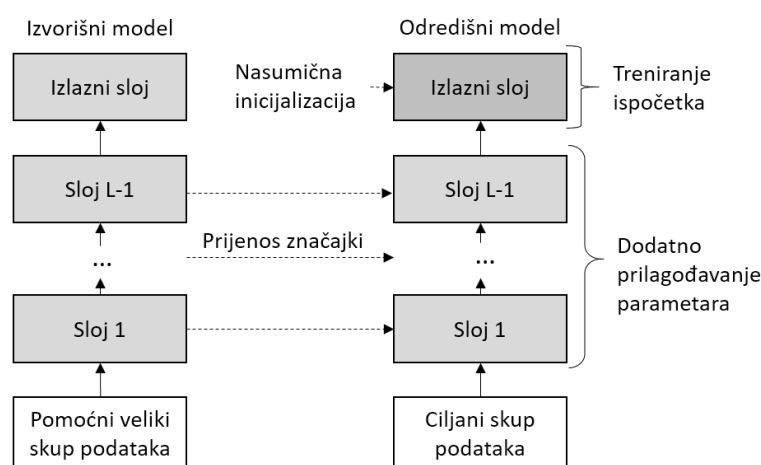 Izvorišni model
Odredišni model
Izlazni sloj
Nasumična
inicijalizacija
Izlazni sloj
Treniranje
ispočetka
Sloj L-1
Sloj L-1
Prijenos značajki
...
...
Dodatno
prilagođavanje
parametara
Sloj 1
Sloj 1
Pomoćni veliki
skup podataka
Ciljani skup
podataka